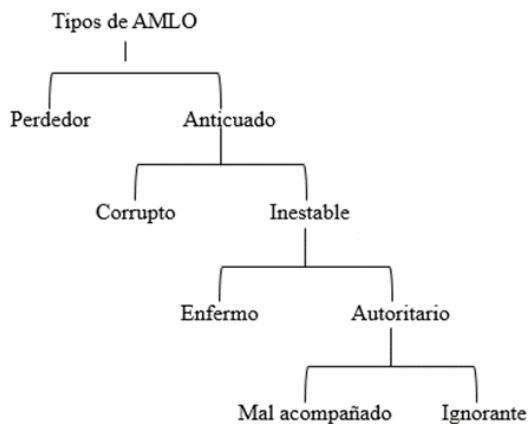 Tipos de AMLO
Perdedor Anticuado
Corrupto Inestable
Enfermo Autoritario
Mal acompañado Ignorante